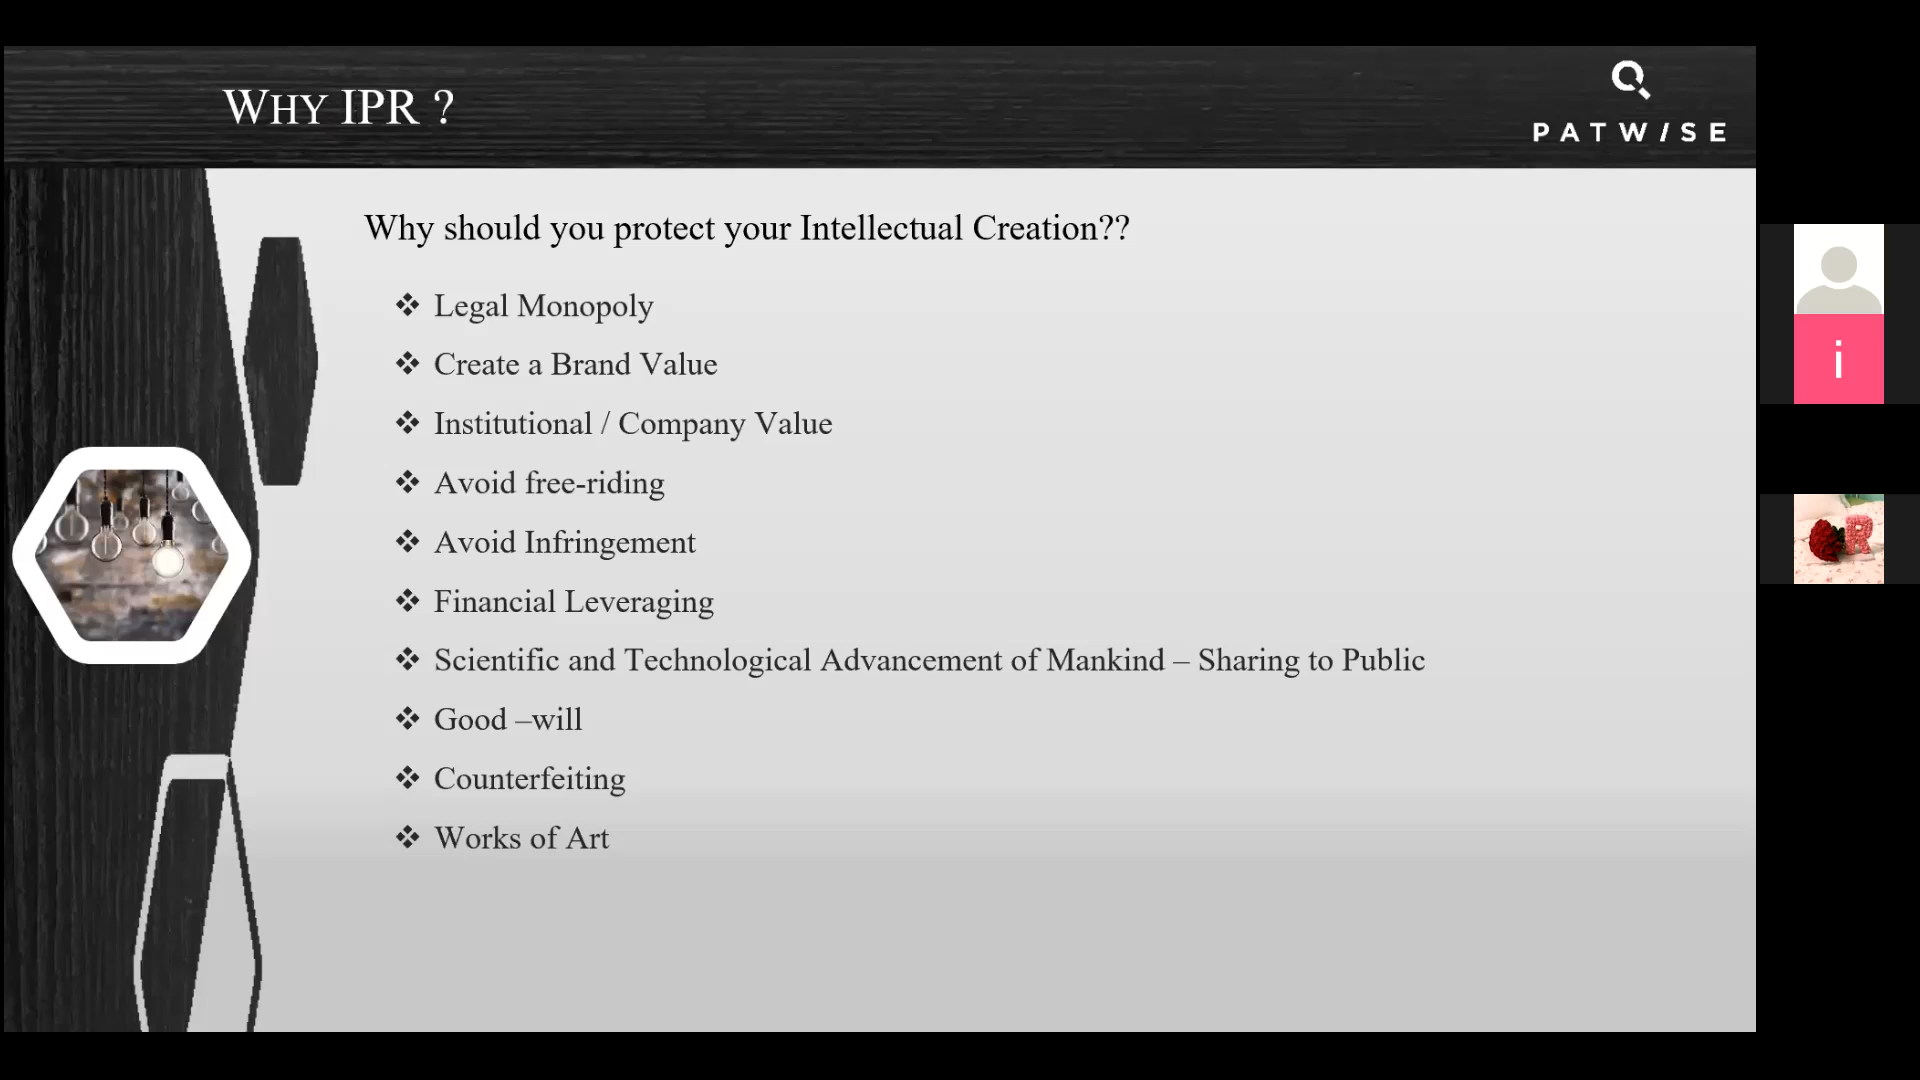 WHY IPR ?
PATWISE
Why should you protect your Intellectual Creation??
❖ Legal Monopoly
❖ Create a Brand Value
❖ Institutional / Company Value
❖ Avoid free-riding
❖ Avoid Infringement
❖ Financial Leveraging
❖ Scientific and Technological Advancement of Mankind – Sharing to Public
❖ Good –will
❖ Counterfeiting
❖ Works of Art
i
R